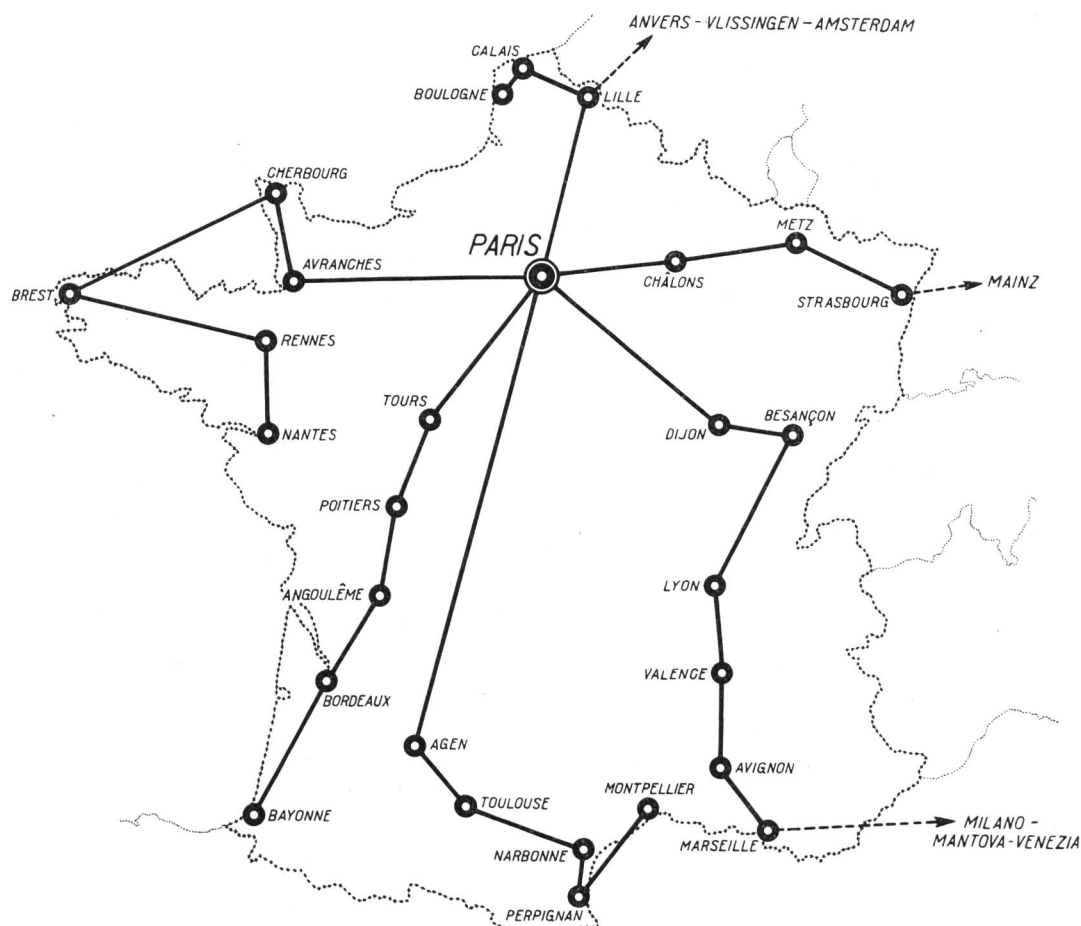 ANVERS - VLISSINGEN - AMSTERDAM
CALAIS
BOULOGNE
LILLE
CHERBOURG
METZ
PARIS
AVRANCHES
CHÂLONS
MAINZ
BREST
STRASBOURG
RENNES
TOURS
BESANÇON
DIJON
NANTES
POITIERS
LYON
ANGOULÊME
VALENCE
BORDEAUX
AGEN
AVIGNON
MONTPELLIER
TOULOUSE
BAYONNE
MILANO -
MANTOVA-VENEZIA
MARSEILLE
NARBONNE
PERPIGNAN